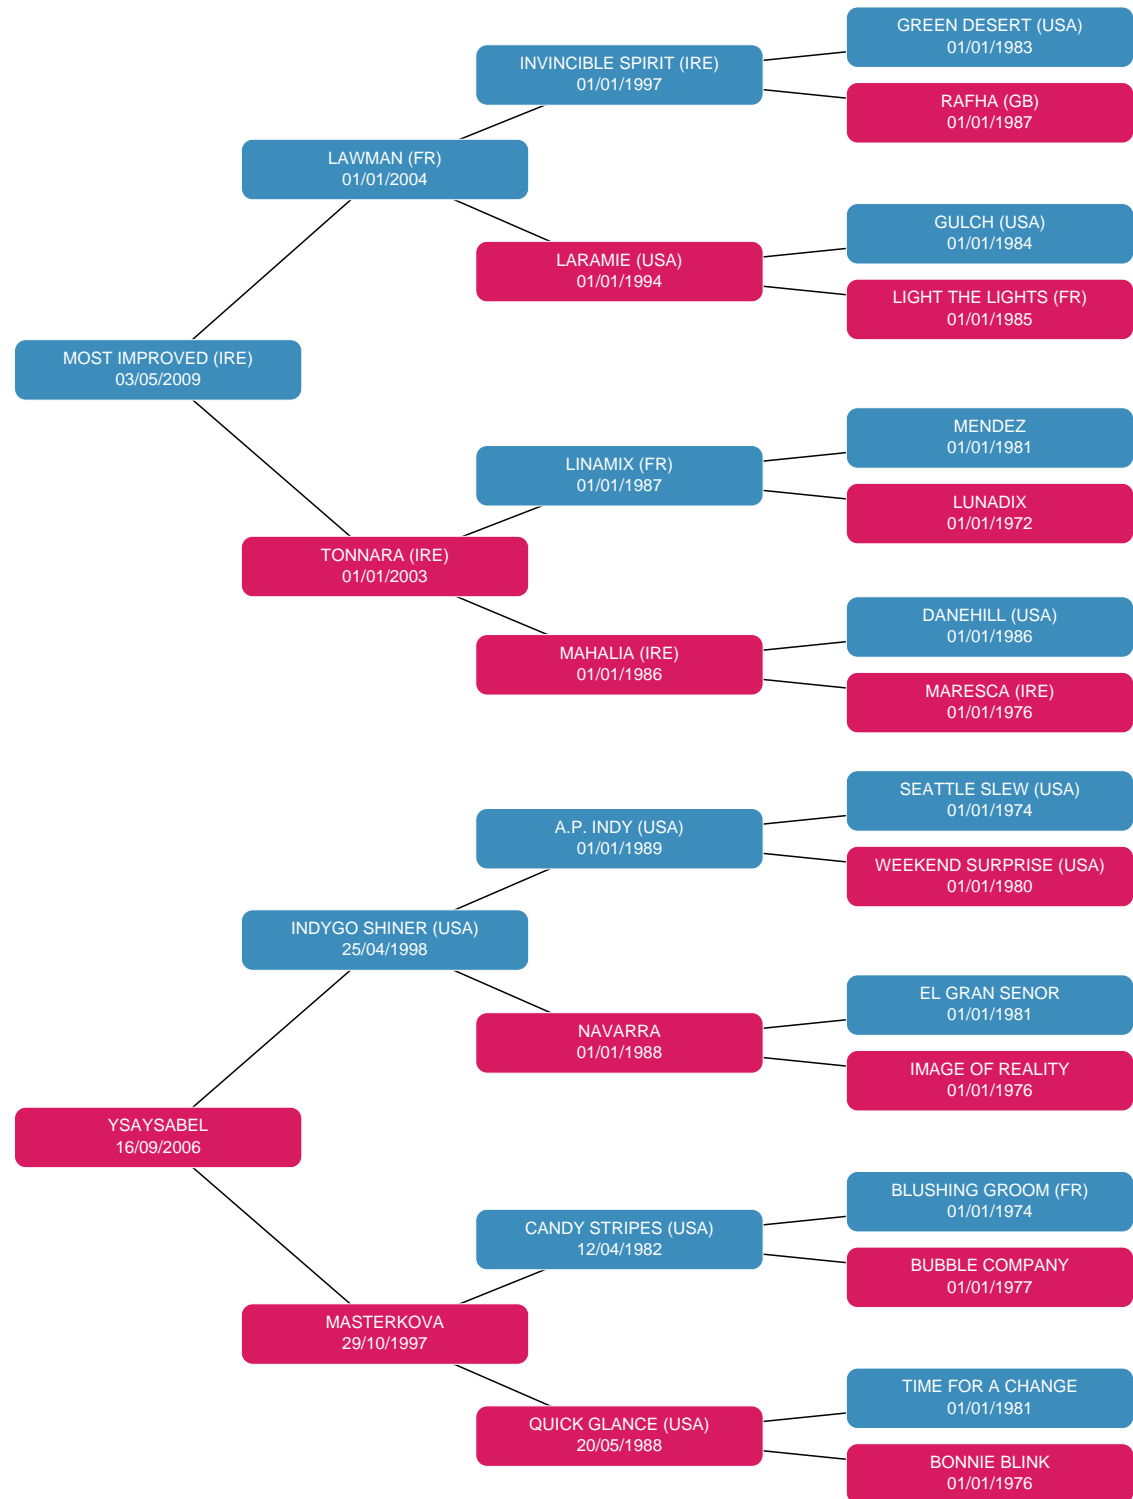 GREEN DESERT (USA)
01/01/1983
INVINCIBLE SPIRIT (IRE)
01/01/1997
RAFHA (GB)
01/01/1987
LAWMAN (FR)
01/01/2004
GULCH (USA)
01/01/1984
LARAMIE (USA)
01/01/1994
LIGHT THE LIGHTS (FR)
01/01/1985
MOST IMPROVED (IRE)
03/05/2009
MENDEZ
01/01/1981
LINAMIX (FR)
01/01/1987
LUNADIX
01/01/1972
TONNARA (IRE)
01/01/2003
DANEHILL (USA)
01/01/1986
MAHALIA (IRE)
01/01/1986
MARESCA (IRE)
01/01/1976
SEATTLE SLEW (USA)
01/01/1974
A.P. INDY (USA)
01/01/1989
WEEKEND SURPRISE (USA)
01/01/1980
INDYGO SHINER (USA)
25/04/1998
EL GRAN SENOR
01/01/1981
NAVARRA
01/01/1988
IMAGE OF REALITY
01/01/1976
YSAYSABEL
16/09/2006
BLUSHING GROOM (FR)
01/01/1974
CANDY STRIPES (USA)
12/04/1982
BUBBLE COMPANY
01/01/1977
MASTERKOVA
29/10/1997
TIME FOR A CHANGE
01/01/1981
QUICK GLANCE (USA)
20/05/1988
BONNIE BLINK
01/01/1976